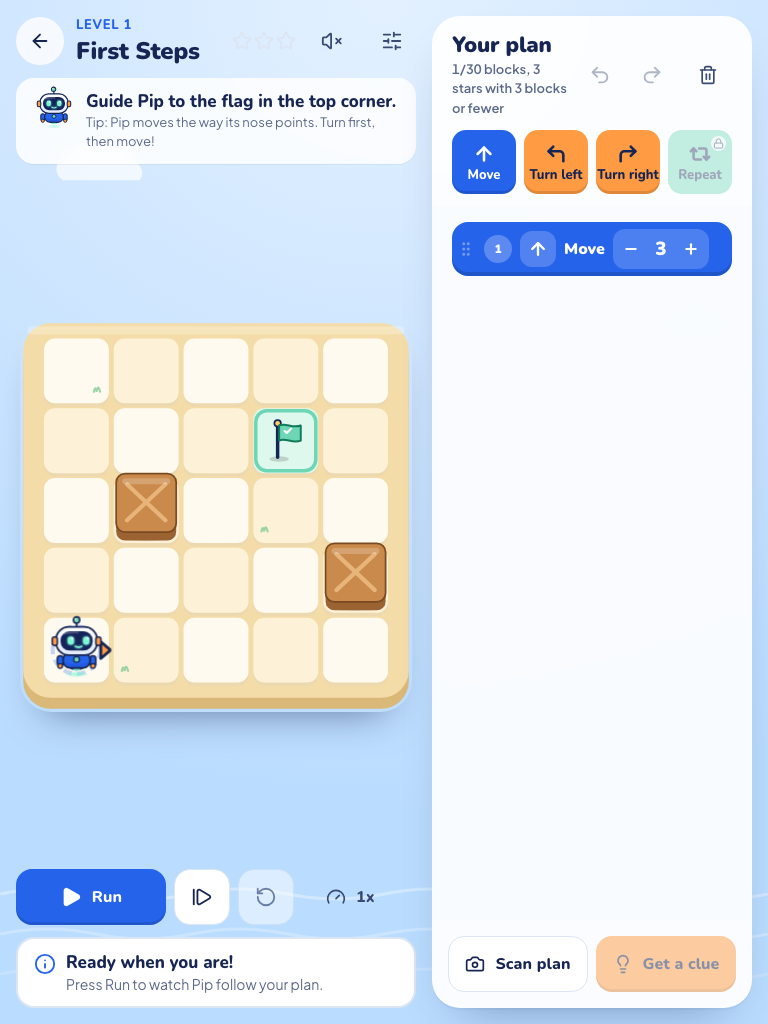 LEVEL 1
First Steps
Guide Pip to the flag in the top corner.
Tip: Pip moves the way its nose points. Turn first,
then move!
Run
1x
Ready when you are!
Press Run to watch Pip follow your plan.
Your plan
1/30 blocks, 3
stars with 3 blocks
or fewer
Move
Turn left
Turn right
Repeat
1 Move − 3 +
Scan plan
Get a clue